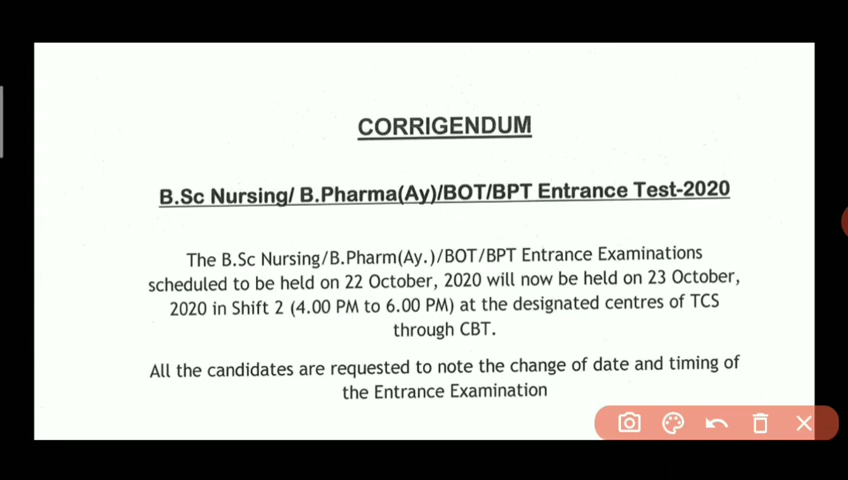 CORRIGENDUM
B.Sc Nursing/ B.Pharma(Ay)/BOT/BPT Entrance Test-2020
The B.Sc Nursing/B.Pharm(Ay.)/BOT/BPT Entrance Examinations
scheduled to be held on 22 October, 2020 will now be held on 23 October,
2020 in Shift 2 (4.00 PM to 6.00 PM) at the designated centres of TCS
through CBT.
All the candidates are requested to note the change of date and timing of
the Entrance Examination